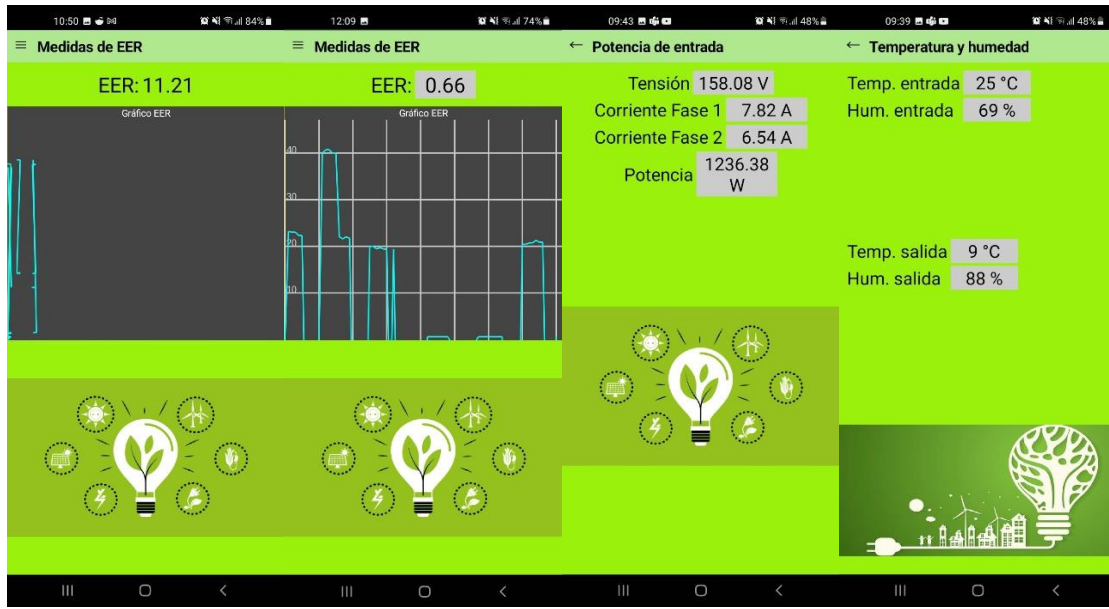 10:50
84%
Medidas de EER
EER: 11.21
Gráfico EER
12:09
74%
Medidas de EER
EER: 0.66
Gráfico EER
40
30
20
10
09:43
48%
Potencia de entrada
Tensión 158.08 V
Corriente Fase 1 7.82 A
Corriente Fase 2 6.54 A
Potencia 1236.38
W
09:39
48%
Temperatura y humedad
Temp. entrada 25 °C
Hum. entrada 69 %
Temp. salida 9 °C
Hum. salida 88 %